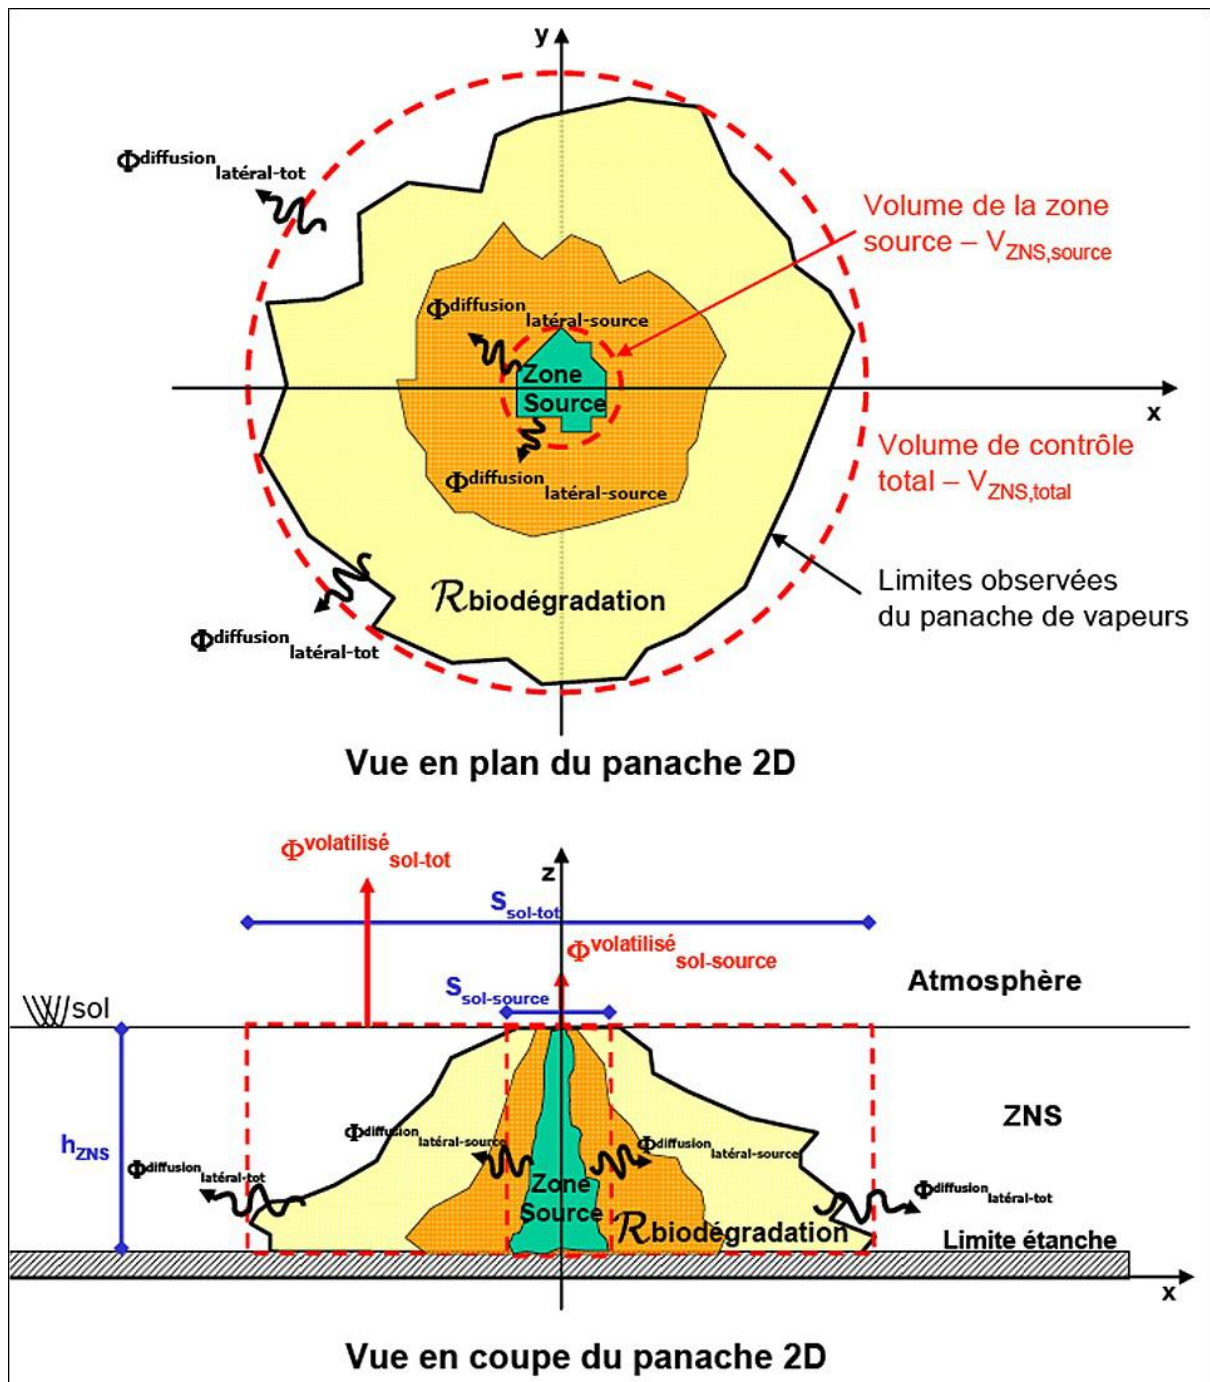 y
Φdiffusion latéral-tot
Volume de la zone
source – VZNS,source
Φdiffusion latéral-source
Zone
Source
x
Φdiffusion latéral-source
Volume de contrôle
total – VZNS,total
Rbiodégradation
Limites observées
du panache de vapeurs
Φdiffusion latéral-tot
Vue en plan du panache 2D
Φvolatilisé sol-tot
z
Ssol-tot
Φvolatilisé sol-source
Ssol-source
Atmosphère
sol
hZNS
ZNS
Φdiffusion latéral-source
Φdiffusion latéral-source
Φdiffusion latéral-tot
Zone
Source
Φdiffusion latéral-tot
Rbiodégradation
Limite étanche
x
Vue en coupe du panache 2D